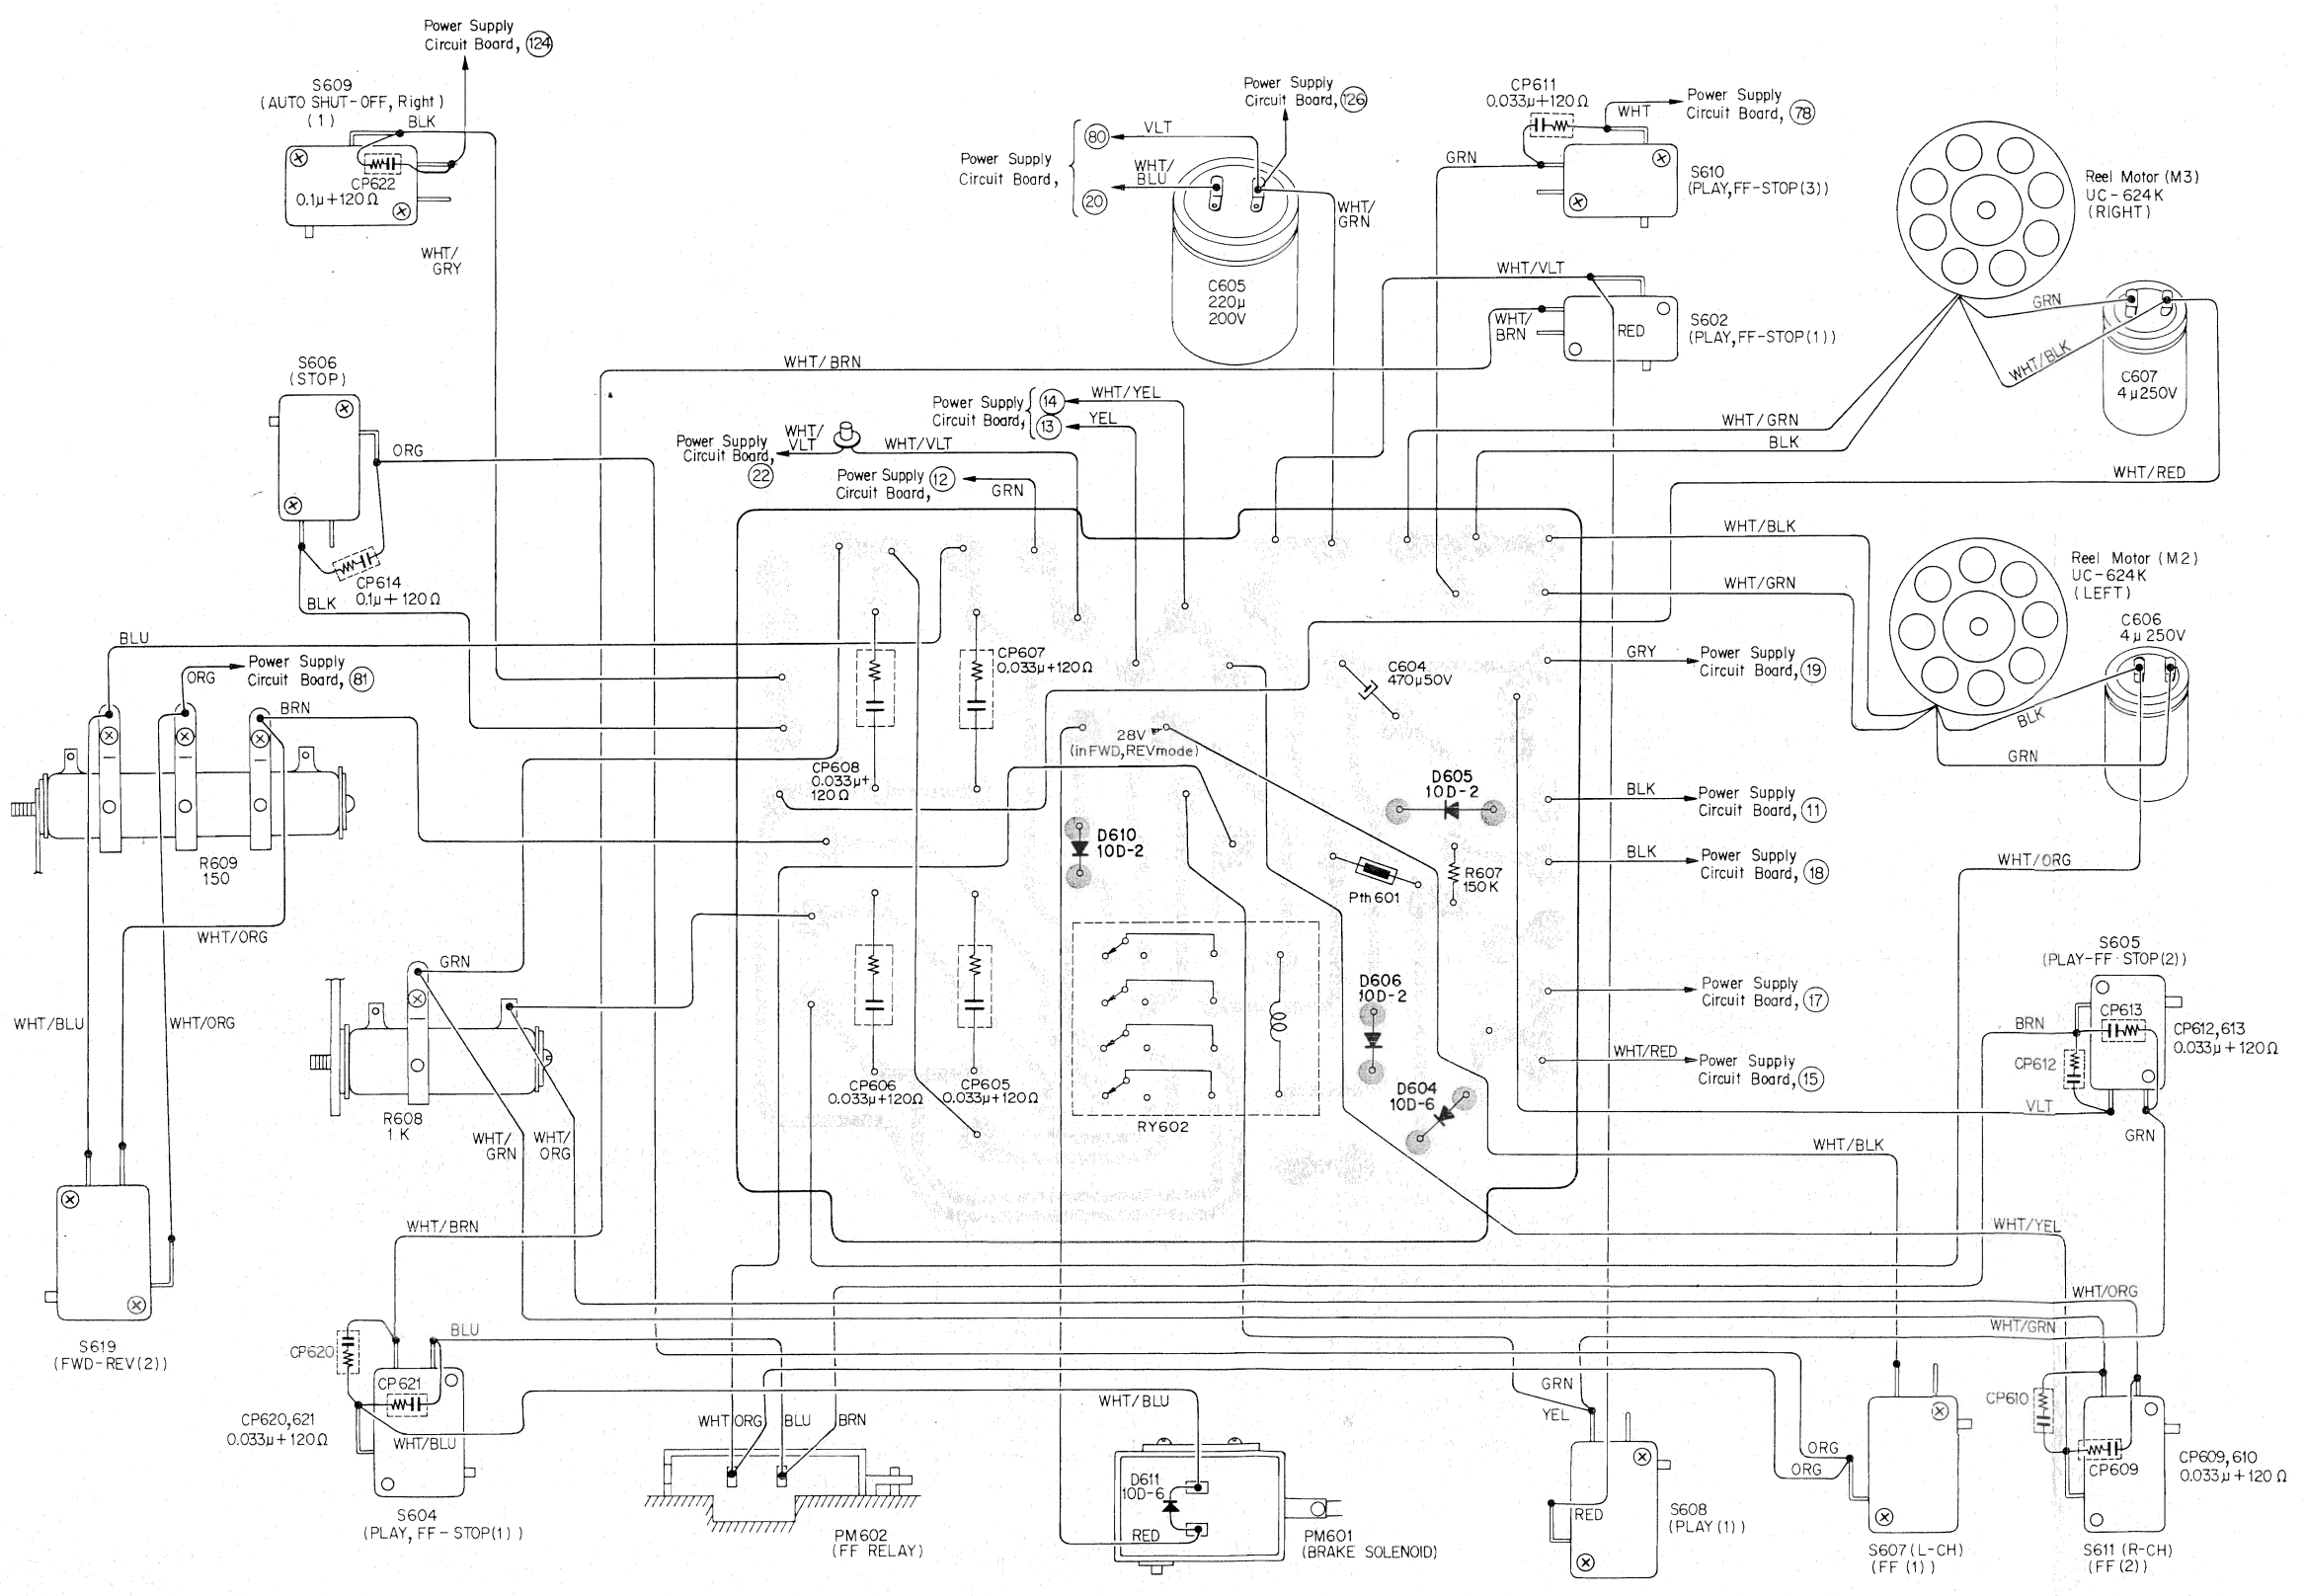 Power Supply
Circuit Board, 124
S609
(AUTO SHUT-OFF, Right)
(1)
BLK
CP622
0.1µ+120Ω
WHT/
GRY
Power Supply
Circuit Board, 126
80
VLT
Power Supply
Circuit Board,
WHT/
BLU
20
WHT/
GRN
C605
220µ
200V
CP611
0.033µ+120Ω
WHT
Power Supply
Circuit Board, 78
GRN
S610
(PLAY,FF-STOP(3))
Reel Motor (M3)
UC-624K
(RIGHT)
WHT/VLT
WHT/
BRN
RED
S602
(PLAY,FF-STOP(1))
GRN
WHT/BLK
C607
4µ250V
S606
(STOP)
WHT/BRN
ORG
Power Supply
Circuit Board,
14
13
WHT/YEL
YEL
Power Supply
Circuit Board,
22
WHT/
VLT
WHT/VLT
Power Supply
Circuit Board, 12
GRN
WHT/GRN
BLK
WHT/RED
CP614
0.1µ+120Ω
BLK
WHT/BLK
WHT/GRN
Reel Motor (M2)
UC-624K
(LEFT)
C606
4µ250V
BLK
GRN
BLU
ORG
Power Supply
Circuit Board, 81
BRN
CP607
0.033µ+120Ω
C604
470µ50V
GRY
Power Supply
Circuit Board, 19
28V
(in FWD,REVmode)
CP608
0.033µ+
120Ω
D605
10D-2
BLK
Power Supply
Circuit Board, 11
D610
10D-2
R607
150K
Pth601
BLK
Power Supply
Circuit Board, 18
WHT/ORG
R609
150
WHT/ORG
GRN
S605
(PLAY-FF-STOP(2))
WHT/BLU
WHT/ORG
D606
10D-2
Power Supply
Circuit Board, 17
BRN
CP613
CP612,613
0.033µ+120Ω
CP612
WHT/RED
Power Supply
Circuit Board, 15
R608
1K
WHT/
GRN
WHT/
ORG
CP606
0.033µ+120Ω
CP605
0.033µ+120Ω
RY602
D604
10D-6
VLT
GRN
WHT/BLK
WHT/BRN
WHT/YEL
WHT/ORG
WHT/GRN
S619
(FWD-REV(2))
CP620
BLU
CP621
CP620,621
0.033µ+120Ω
WHT/BLU
S604
(PLAY, FF-STOP(1))
WHT/ORG
BLU
BRN
PM602
(FF RELAY)
WHT/BLU
D611
10D-6
RED
PM601
(BRAKE SOLENOID)
GRN
YEL
RED
S608
(PLAY(1))
ORG
ORG
S607(L-CH)
(FF(1))
CP610
CP609
CP609,610
0.033µ+120Ω
S611(R-CH)
(FF(2))